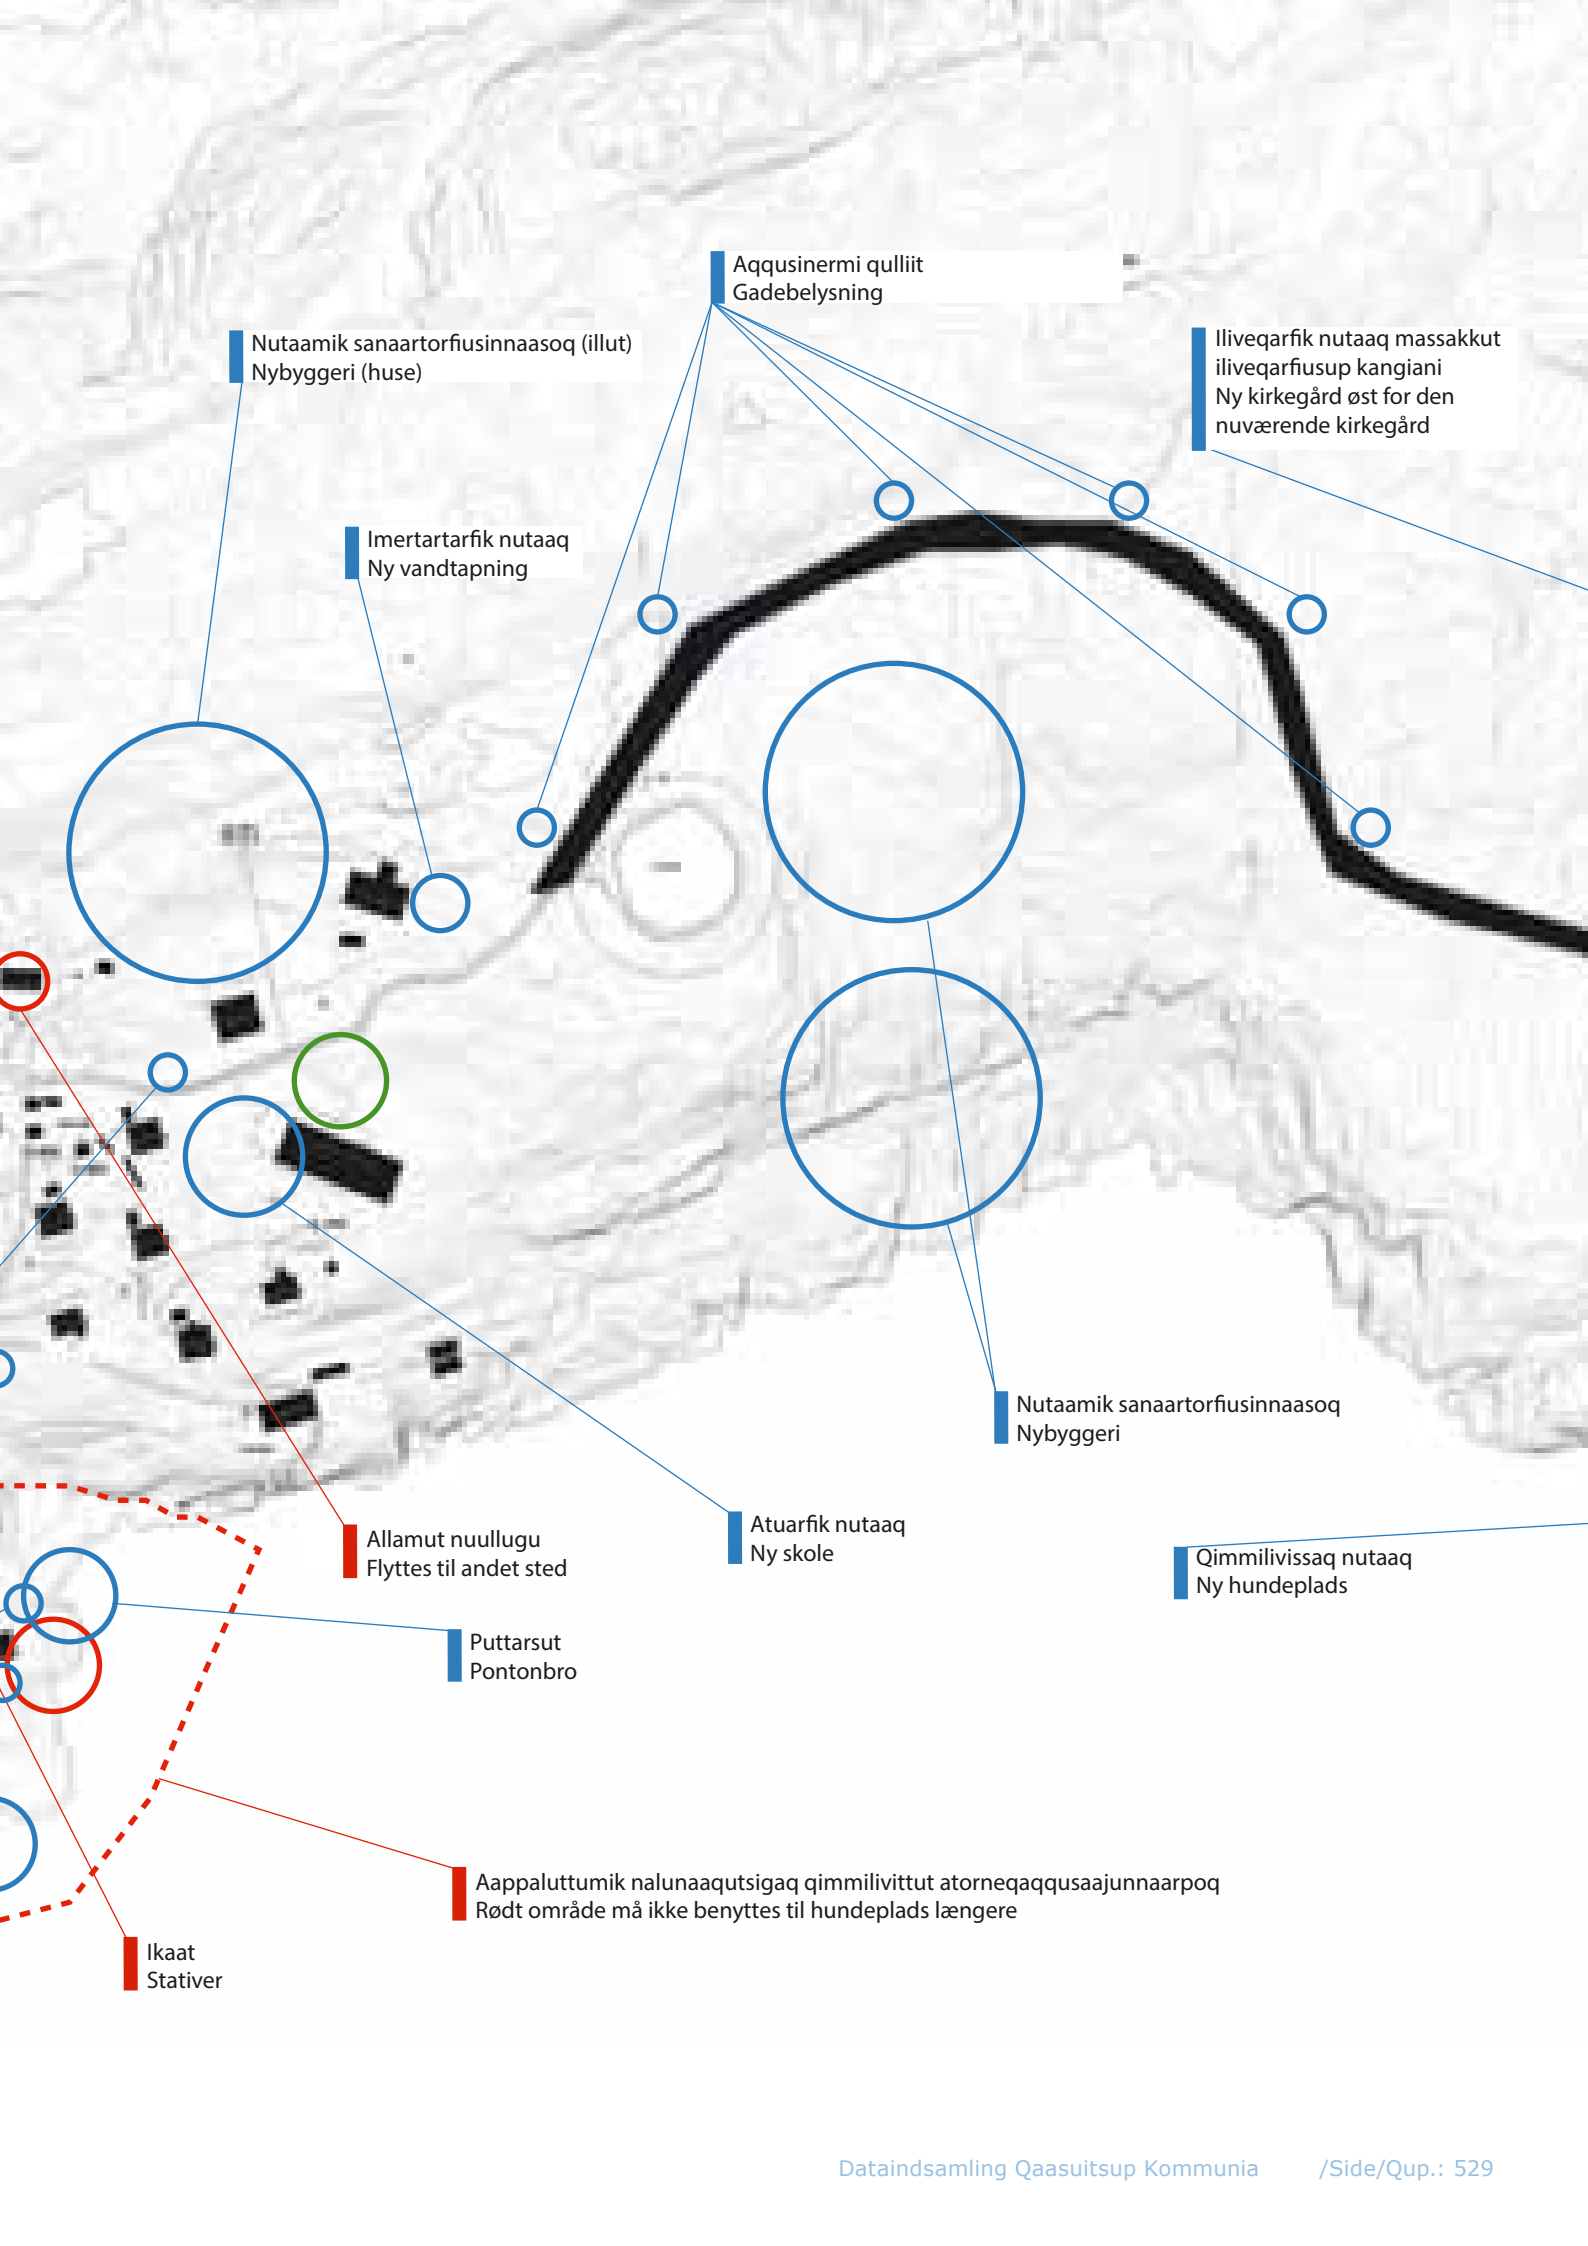 Aqqusinermi qulliit
Gadebelysning
Nutaamik sanaartorfiusinnaasoq (illut)
Nybyggeri (huse)
Iliveqarfik nutaaq massakkut
iliveqarfiusup kangiani
Ny kirkegård øst for den
nuværende kirkegård
Imertartarfik nutaaq
Ny vandtapning
Nutaamik sanaartorfiusinnaasoq
Nybyggeri
Allamut nuullugu
Flyttes til andet sted
Atuarfik nutaaq
Ny skole
Qimmilivissaq nutaaq
Ny hundeplads
Puttarsut
Pontonbro
Aappaluttumik nalunaaqutsigaq qimmilivittut atorneqaqqusaajunnaarpoq
Rødt område må ikke benyttes til hundeplads længere
Ikaat
Stativer
Dataindsamling Qaasuitsup Kommunia /Side/Qup.: 529